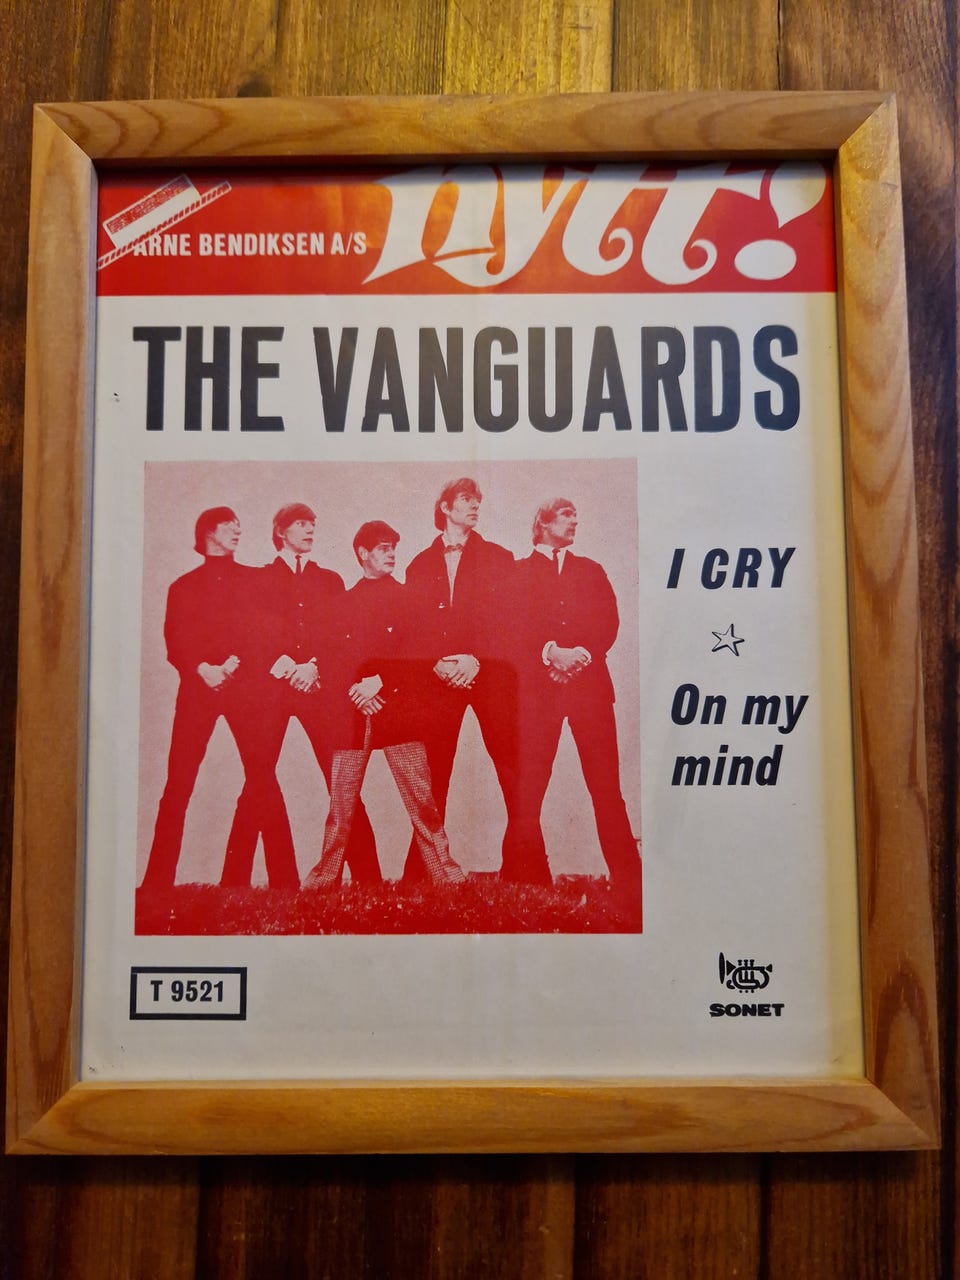 nytt!
ARNE BENDIKSEN A/S
THE VANGUARDS
I CRY
On my
mind
T 9521
SONET